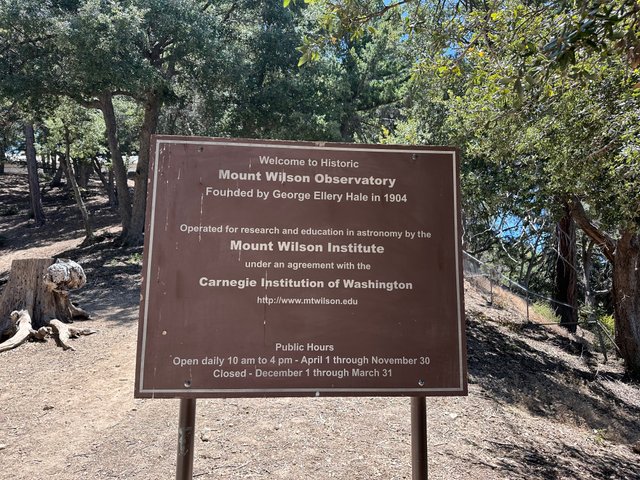 Welcome to Historic
Mount Wilson Observatory
Founded by George Ellery Hale in 1904
Operated for research and education in astronomy by the
Mount Wilson Institute
under an agreement with the
Carnegie Institution of Washington
http://www.mtwilson.edu
Public Hours
Open daily 10 am to 4 pm - April 1 through November 30
Closed - December 1 through March 31